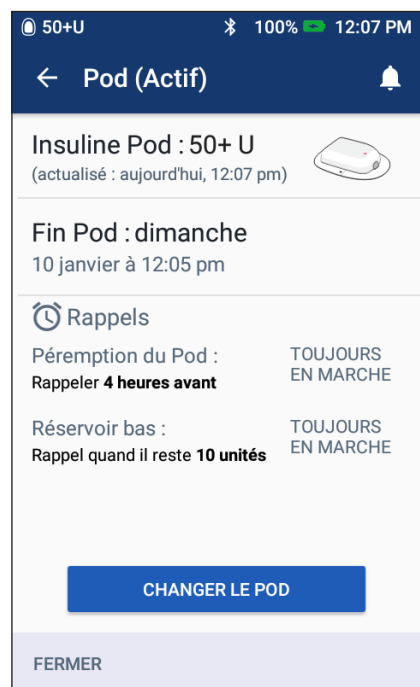 50+U 100% 12:07 PM
Pod (Actif)
Insuline Pod : 50+ U
(actualisé : aujourd'hui, 12:07 pm)
Fin Pod : dimanche
10 janvier à 12:05 pm
Rappels
Péremption du Pod : TOUJOURS
Rappeler 4 heures avant EN MARCHE
Réservoir bas : TOUJOURS
Rappel quand il reste 10 unités EN MARCHE
CHANGER LE POD
FERMER